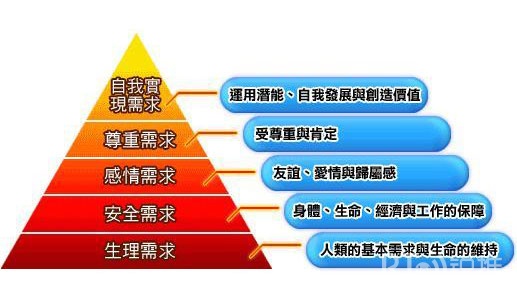 自我實
現需求
運用潛能、自我發展與創造價值
尊重需求
受尊重與肯定
感情需求
友誼、愛情與歸屬感
安全需求
身體、生命、經濟與工作的保障
生理需求
人類的基本需求與生命的維持